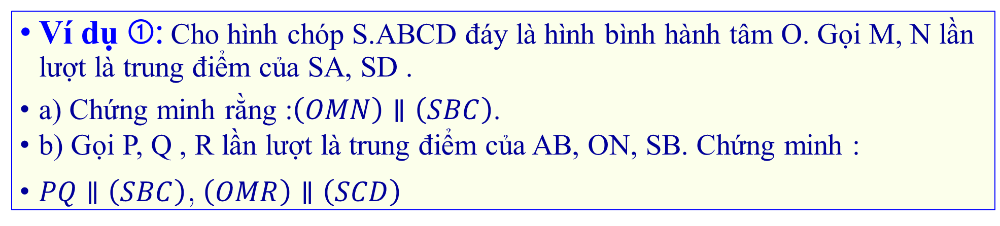 • Ví dụ ①: Cho hình chóp S.ABCD đáy là hình bình hành tâm O. Gọi M, N lần
lượt là trung điểm của SA, SD .
• a) Chứng minh rằng :(OMN) ∥ (SBC).
• b) Gọi P, Q , R lần lượt là trung điểm của AB, ON, SB. Chứng minh :
• PQ ∥ (SBC), (OMR) ∥ (SCD)